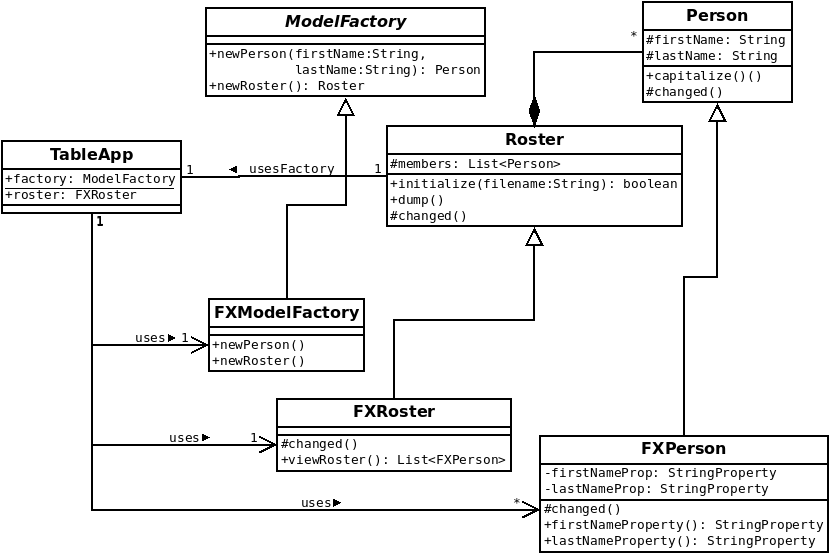 ModelFactory
+newPerson(firstName:String,
lastName:String): Person
+newRoster(): Roster
Person
#firstName: String
#lastName: String
+capitalize()()
#changed()
*
TableApp
+factory: ModelFactory
+roster: FXRoster
1
◄ usesFactory
1
Roster
#members: List<Person>
+initialize(filename:String): boolean
+dump()
#changed()
1
FXModelFactory
+newPerson()
+newRoster()
uses►
1
FXRoster
#changed()
+viewRoster(): List<FXPerson>
uses►
1
FXPerson
-firstNameProp: StringProperty
-lastNameProp: StringProperty
#changed()
+firstNameProperty(): StringProperty
+lastNameProperty(): StringProperty
uses►
*